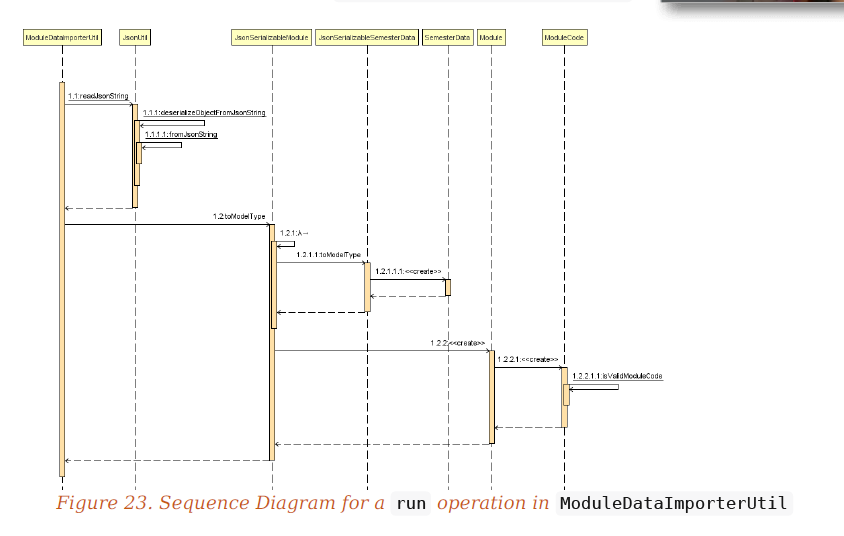 ModuleDataImporterUtil JsonUtil JsonSerializableModule JsonSerializableSemesterData SemesterData Module ModuleCode
1.1:readJsonString
1.1.1:deserializeObjectFromJsonString
1.1.1.1:fromJsonString
1.2:toModelType
1.2.1:λ→
1.2.1.1:toModelType
1.2.1.1.1:<<create>>
1.2.2:<<create>>
1.2.2.1:<<create>>
1.2.2.1.1:isValidModuleCode
Figure 23. Sequence Diagram for a run operation in ModuleDataImporterUtil